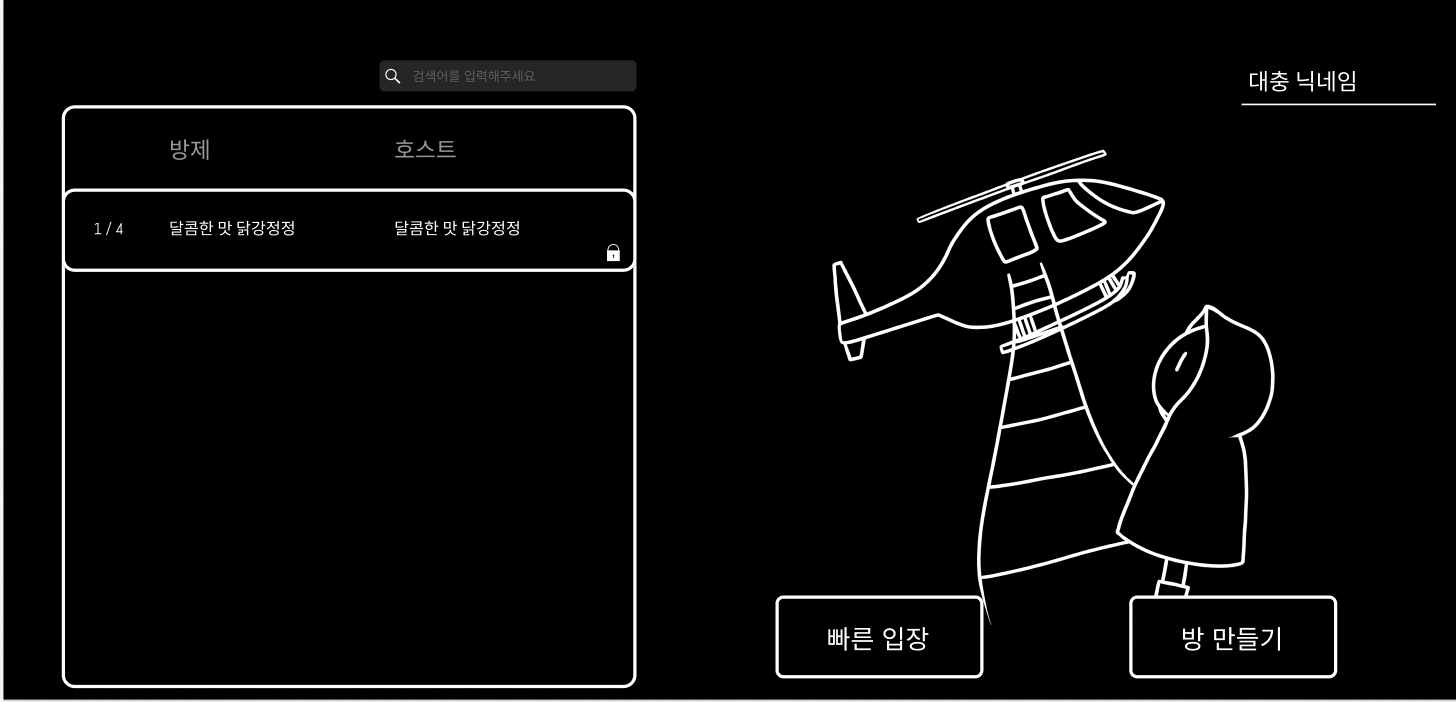 검색어를 입력해주세요
대충 닉네임
방제 호스트
1 / 4 달콤한 맛 닭강정정 달콤한 맛 닭강정정
빠른 입장 방 만들기